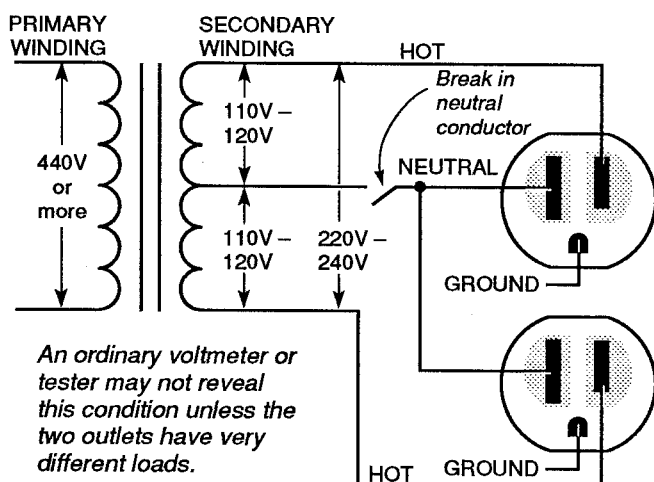 PRIMARY
WINDING
SECONDARY
WINDING
HOT
Break in
neutral
conductor
110V –
120V
440V
or
more
NEUTRAL
110V –
120V
220V –
240V
GROUND
An ordinary voltmeter or
tester may not reveal
this condition unless the
two outlets have very
different loads.
HOT
GROUND